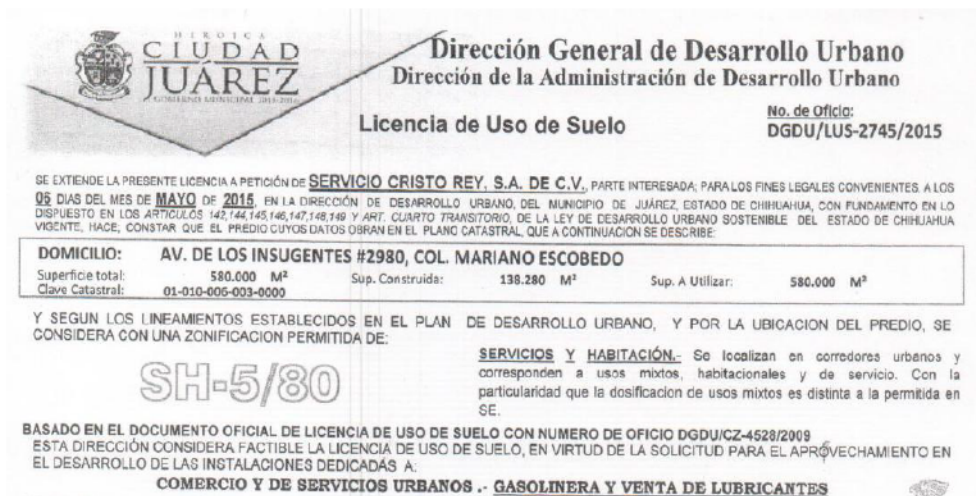 HEROICA
CIUDAD
JUÁREZ
GOBIERNO MUNICIPAL 2013-2016
Dirección General de Desarrollo Urbano
Dirección de la Administración de Desarrollo Urbano
No. de Oficio:
Licencia de Uso de Suelo
DGDU/LUS-2745/2015
SE EXTIENDE LA PRESENTE LICENCIA A PETICIÓN DE SERVICIO CRISTO REY, S.A. DE C.V., PARTE INTERESADA; PARA LOS FINES LEGALES CONVENIENTES. A LOS
06 DIAS DEL MES DE MAYO DE 2015, EN LA DIRECCIÓN DE DESARROLLO URBANO, DEL MUNICIPIO DE JUÁREZ, ESTADO DE CHIHUAHUA, CON FUNDAMENTO EN LO
DISPUESTO EN LOS ARTICULOS 142,144,145,146,147,148,149 Y ART. CUARTO TRANSITORIO, DE LA LEY DE DESARROLLO URBANO SOSTENIBLE DEL ESTADO DE CHIHUAHUA
VIGENTE, HACE, CONSTAR QUE EL PREDIO CUYOS DATOS OBRAN EN EL PLANO CATASTRAL, QUE A CONTINUACION SE DESCRIBE:
DOMICILIO: AV. DE LOS INSUGENTES #2980, COL. MARIANO ESCOBEDO
Superficie total: 580.000 M² Sup. Construida: 138.280 M² Sup. A Utilizar: 580.000 M²
Clave Catastral: 01-010-006-003-0000
Y SEGUN LOS LINEAMIENTOS ESTABLECIDOS EN EL PLAN DE DESARROLLO URBANO, Y POR LA UBICACION DEL PREDIO, SE
CONSIDERA CON UNA ZONIFICACION PERMITIDA DE:
SH-5/80
SERVICIOS Y HABITACIÓN.- Se localizan en corredores urbanos y
corresponden a usos mixtos, habitacionales y de servicio. Con la
particularidad que la dosificación de usos mixtos es distinta a la permitida en
SE.
BASADO EN EL DOCUMENTO OFICIAL DE LICENCIA DE USO DE SUELO CON NUMERO DE OFICIO DGDU/CZ-4528/2009
ESTA DIRECCIÓN CONSIDERA FACTIBLE LA LICENCIA DE USO DE SUELO, EN VIRTUD DE LA SOLICITUD PARA EL APROVECHAMIENTO EN
EL DESARROLLO DE LAS INSTALACIONES DEDICADAS A:
COMERCIO Y DE SERVICIOS URBANOS .- GASOLINERA Y VENTA DE LUBRICANTES